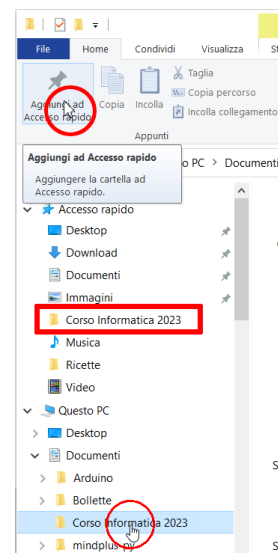 File Home Condividi Visualizza
Aggiungi ad
Accesso rapido
Copia
Incolla
Taglia
Copia percorso
Incolla collegamento
Appunti
Aggiungi ad Accesso rapido
Aggiungere la cartella ad
Accesso rapido.
PC > Documenti
Accesso rapido
Desktop
Download
Documenti
Immagini
Corso Informatica 2023
Musica
Ricette
Video
Questo PC
Desktop
Documenti
Arduino
Bollette
Corso Informatica 2023
mindplus-py